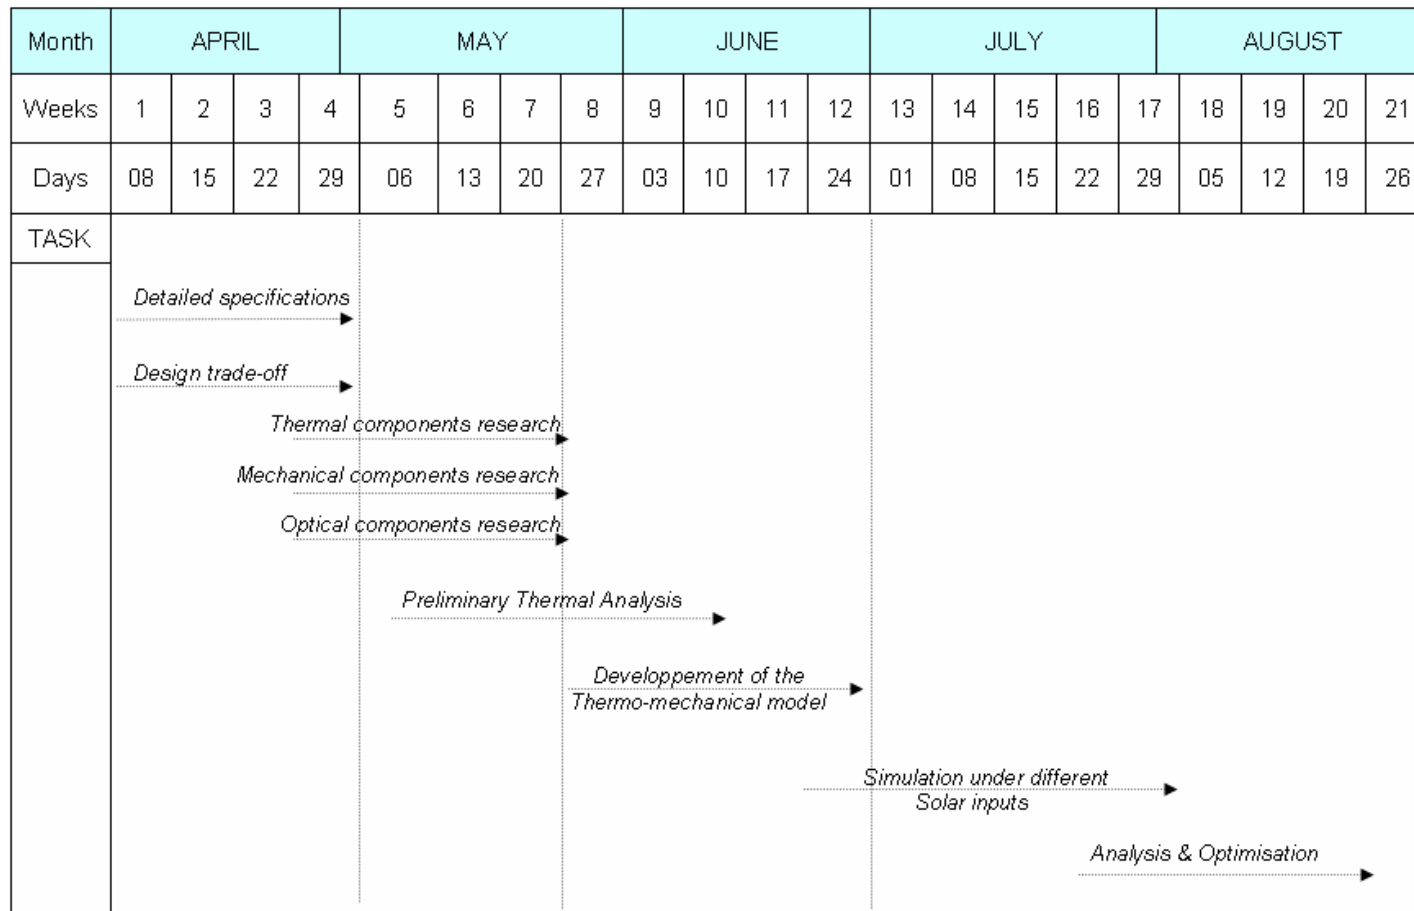 Month APRIL MAY JUNE JULY AUGUST
Weeks 1 2 3 4 5 6 7 8 9 10 11 12 13 14 15 16 17 18 19 20 21
Days 08 15 22 29 06 13 20 27 03 10 17 24 01 08 15 22 29 05 12 19 26
TASK
Detailed specifications
Design trade-off
Thermal components research
Mechanical components research
Optical components research
Preliminary Thermal Analysis
Developpement of the
Thermo-mechanical model
Simulation under different
Solar inputs
Analysis & Optimisation